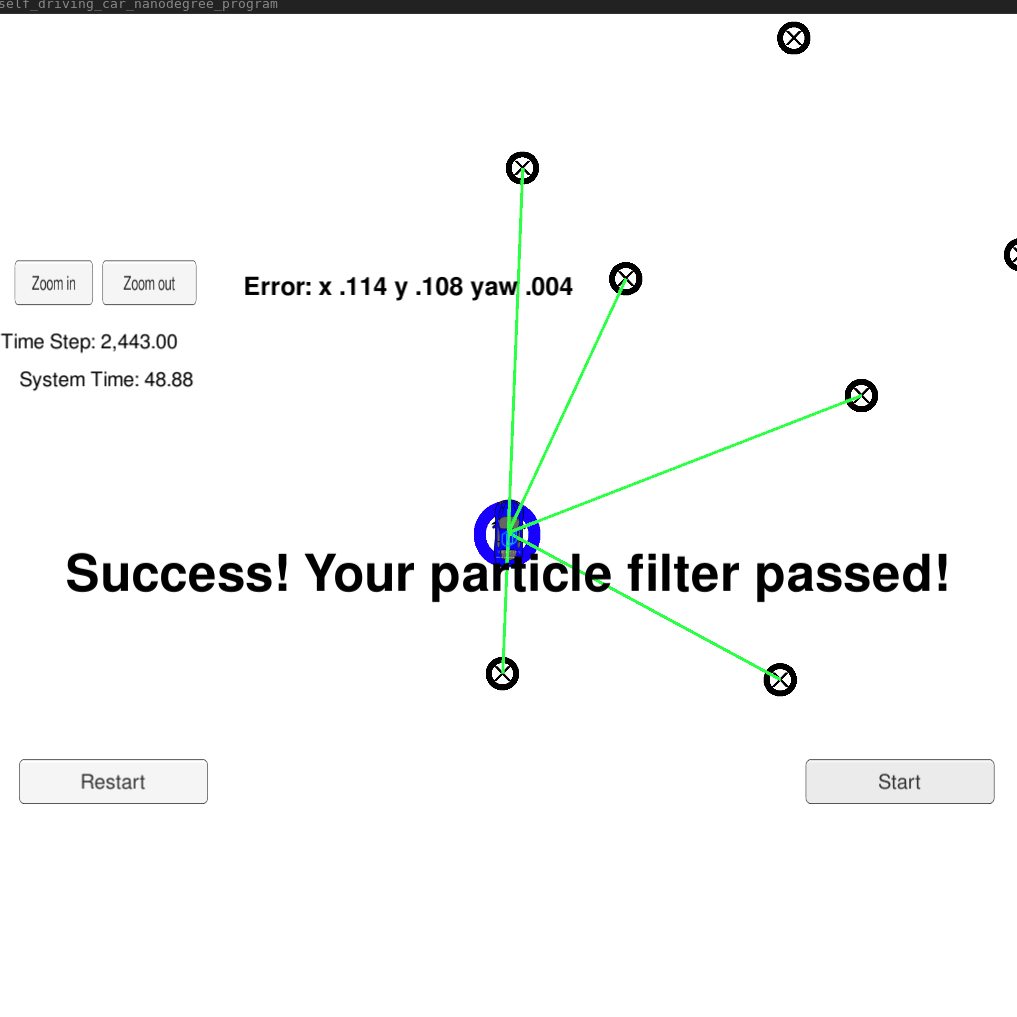 self_driving_car_nanodegree_program
Zoom in
Zoom out
Error: x .114 y .108 yaw .004
Time Step: 2,443.00
System Time: 48.88
Success! Your particle filter passed!
Restart
Start